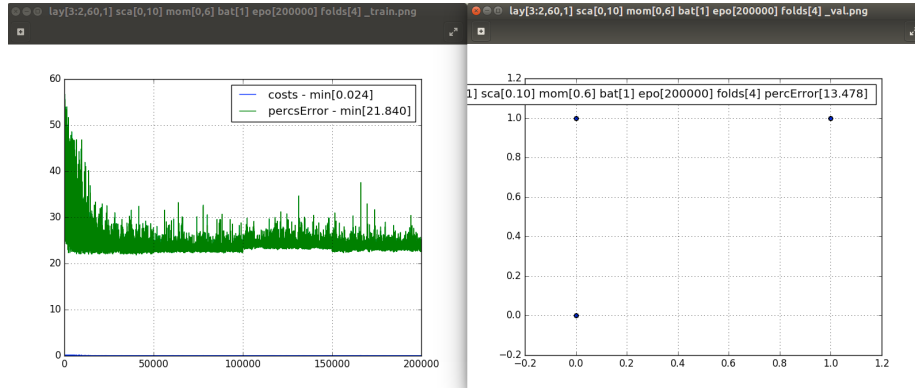 lay[3:2,60,1] sca[0,10] mom[0,6] bat[1] epo[200000] folds[4] _train.png
60
50
40
30
20
10
0
costs - min[0.024]
percsError - min[21.840]
0 50000 100000 150000 200000
lay[3:2,60,1] sca[0,10] mom[0,6] bat[1] epo[200000] folds[4] _val.png
1.2
1] sca[0.10] mom[0.6] bat[1] epo[200000] folds[4] percError[13.478]
1.0
0.8
0.6
0.4
0.2
0.0
−0.2
−0.2 0.0 0.2 0.4 0.6 0.8 1.0 1.2